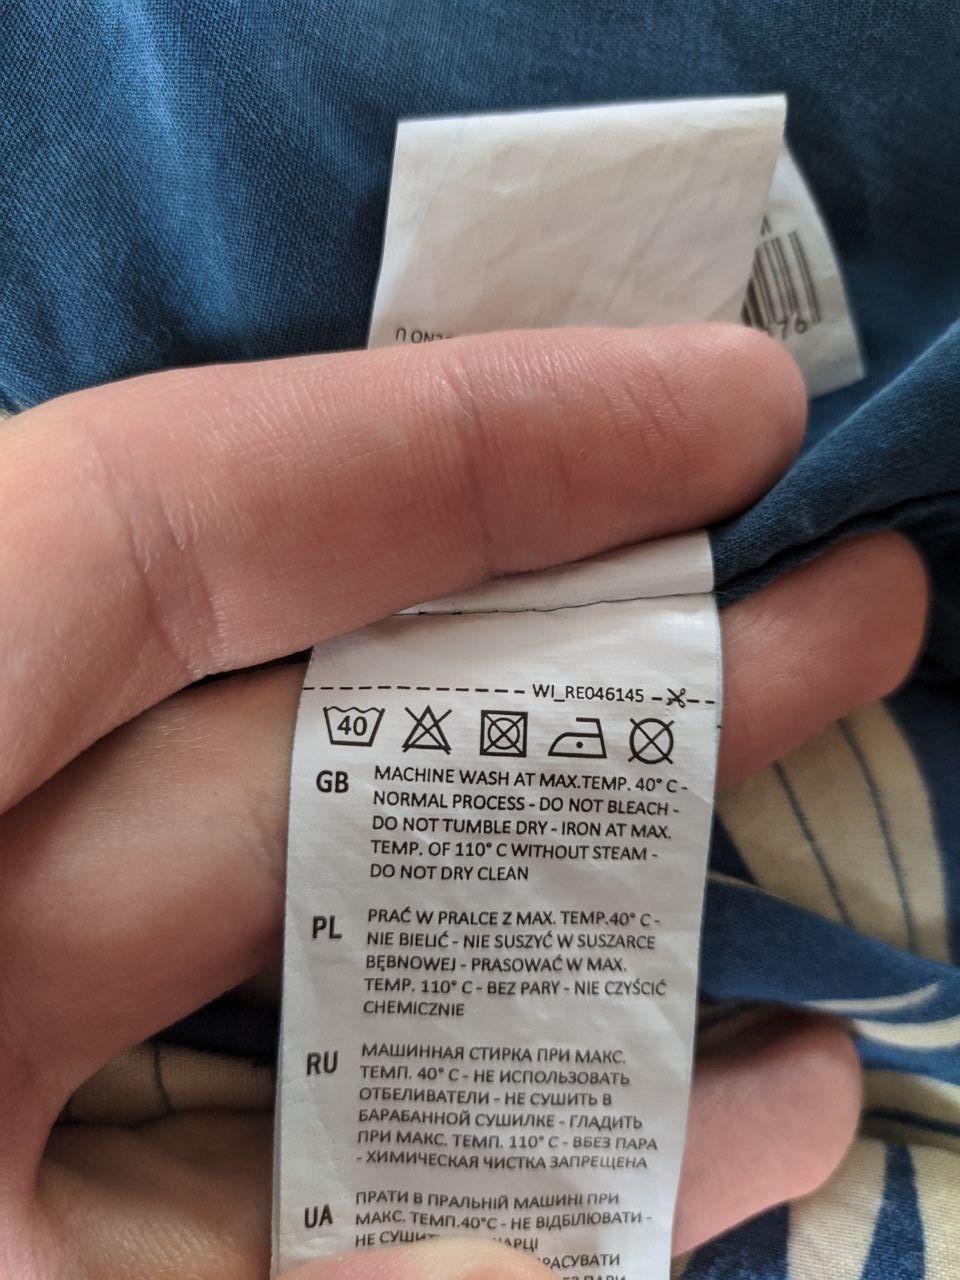 WI_RE046145
40
GB
MACHINE WASH AT MAX.TEMP. 40° C -
NORMAL PROCESS - DO NOT BLEACH -
DO NOT TUMBLE DRY - IRON AT MAX.
TEMP. OF 110° C WITHOUT STEAM -
DO NOT DRY CLEAN
PL
PRAĆ W PRALCE Z MAX. TEMP.40° C -
NIE BIELIĆ - NIE SUSZYĆ W SUSZARCE
BĘBNOWEJ - PRASOWAĆ W MAX.
TEMP. 110° C - BEZ PARY - NIE CZYŚCIĆ
CHEMICZNIE
RU
МАШИННАЯ СТИРКА ПРИ МАКС.
ТЕМП. 40° С - НЕ ИСПОЛЬЗОВАТЬ
ОТБЕЛИВАТЕЛИ - НЕ СУШИТЬ В
БАРАБАННОЙ СУШИЛКЕ - ГЛАДИТЬ
ПРИ МАКС. ТЕМП. 110° С - ВБЕЗ ПАРА
- ХИМИЧЕСКАЯ ЧИСТКА ЗАПРЕЩЕНА
UA
ПРАТИ В ПРАЛЬНІЙ МАШИНІ ПРИ
МАКС. ТЕМП.40°С - НЕ ВІДБІЛЮВАТИ -
НЕ